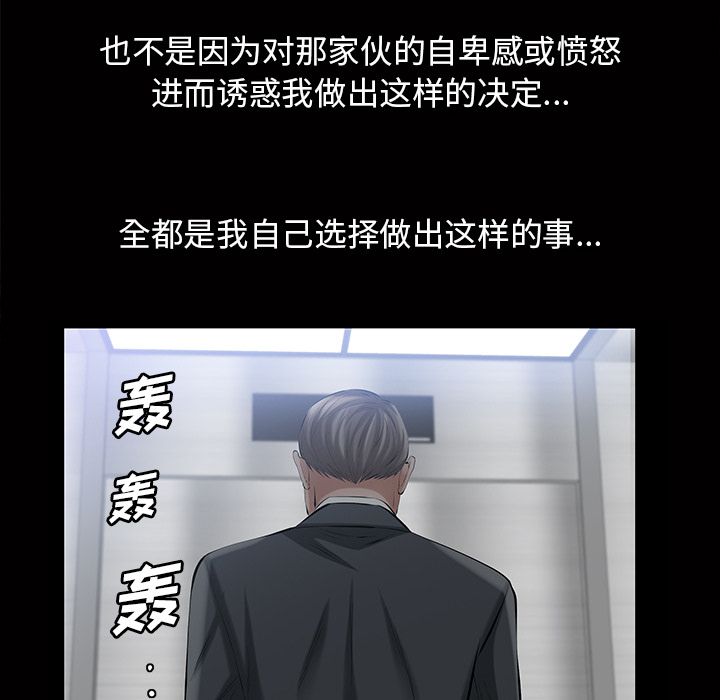 也不是因为对那家伙的自卑感或愤怒
进而诱惑我做出这样的决定...
全都是我自己选择做出这样的事...
轰
轰
轰